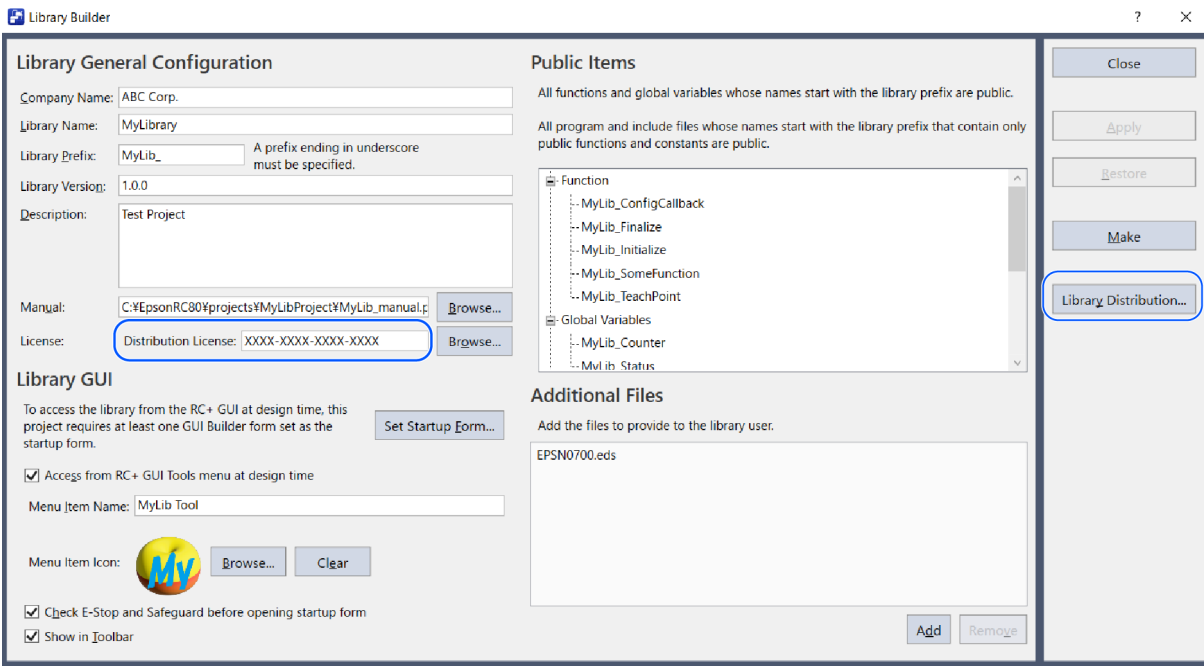 Library Builder
?
Library General Configuration
Company Name: ABC Corp.
Library Name: MyLibrary
Library Prefix: MyLib_
A prefix ending in underscore
must be specified.
Library Version: 1.0.0
Description: Test Project
Manual: C:¥EpsonRC80¥projects¥MyLibProject¥MyLib_manual.p Browse...
License: Distribution License: XXXX-XXXX-XXXX-XXXX Browse...
Library GUI
To access the library from the RC+ GUI at design time, this
project requires at least one GUI Builder form set as the
startup form.
Set Startup Form...
Access from RC+ GUI Tools menu at design time
Menu Item Name: MyLib Tool
Menu Item Icon: My Browse... Clear
Check E-Stop and Safeguard before opening startup form
Show in Toolbar
Public Items
All functions and global variables whose names start with the library prefix are public.
All program and include files whose names start with the library prefix that contain only
public functions and constants are public.
Function
MyLib_ConfigCallback
MyLib_Finalize
MyLib_Initialize
MyLib_SomeFunction
MyLib_TeachPoint
Global Variables
MyLib_Counter
MyLib_Status
Additional Files
Add the files to provide to the library user.
EPSN0700.eds
Add Remove
Close
Apply
Restore
Make
Library Distribution...